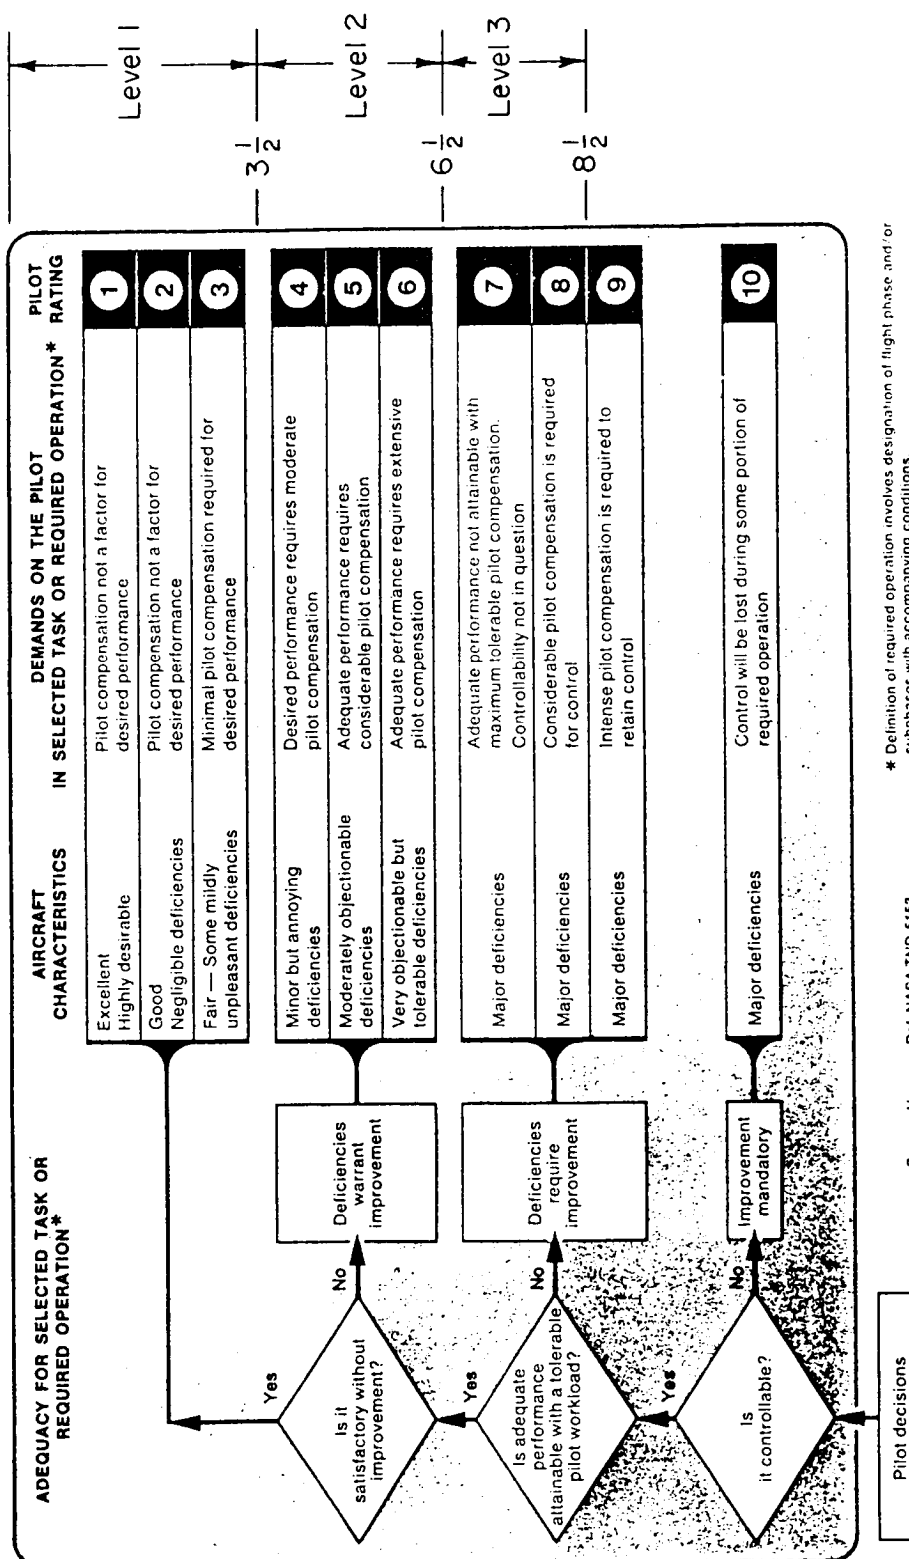 ADEQUACY FOR SELECTED TASK OR
REQUIRED OPERATION*
AIRCRAFT
CHARACTERISTICS
DEMANDS ON THE PILOT
IN SELECTED TASK OR REQUIRED OPERATION*
PILOT
RATING
Excellent
Highly desirable
Pilot compensation not a factor for
desired performance
1
Good
Negligible deficiencies
Pilot compensation not a factor for
desired performance
2
Fair — Some mildly
unpleasant deficiencies
Minimal pilot compensation required for
desired performance
3
Level 1
3 1/2
Yes
Is it
satisfactory without
improvement?
No
Deficiencies
warrant
improvement
Minor but annoying
deficiencies
Desired performance requires moderate
pilot compensation
4
Moderately objectionable
deficiencies
Adequate performance requires
considerable pilot compensation
5
Very objectionable but
tolerable deficiencies
Adequate performance requires extensive
pilot compensation
6
Level 2
6 1/2
Yes
Is adequate
performance
attainable with a tolerable
pilot workload?
No
Deficiencies
require
improvement
Major deficiencies
Adequate performance not attainable with
maximum tolerable pilot compensation.
Controllability not in question
7
Major deficiencies
Considerable pilot compensation is required
for control
8
Major deficiencies
Intense pilot compensation is required to
retain control
9
Level 3
8 1/2
Yes
Is
it controllable?
No
Improvement
mandatory
Major deficiencies
Control will be lost during some portion of
required operation
10
Pilot decisions
* Definition of required operation involves designation of flight phase and/or
subphases with accompanying conditions